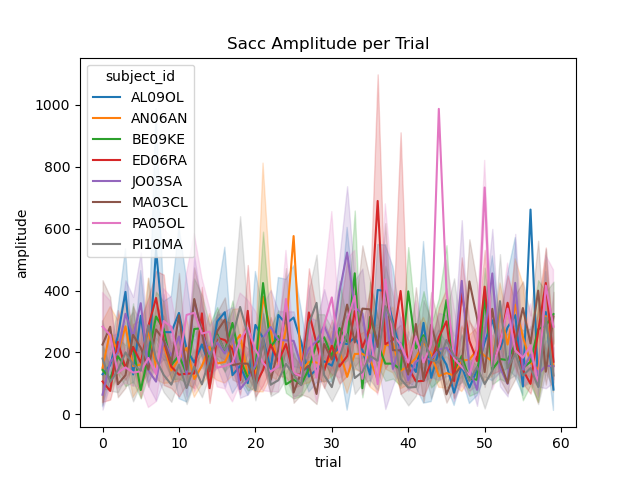 Sacc Amplitude per Trial
subject_id
AL09OL
AN06AN
BE09KE
ED06RA
JO03SA
MA03CL
PA05OL
PI10MA
amplitude
1000
800
600
400
200
0
0 10 20 30 40 50 60
trial